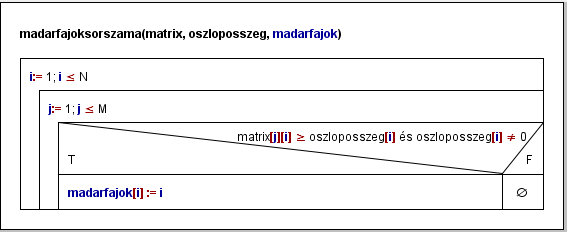 madarfajoksorszama(matrix, oszloposszeg, madarfajok)
i:= 1; i ≤ N
j:= 1; j ≤ M
matrix[j][i] ≥ oszloposszeg[i] és oszloposszeg[i] ≠ 0
T F
madarfajok[i] := i ∅